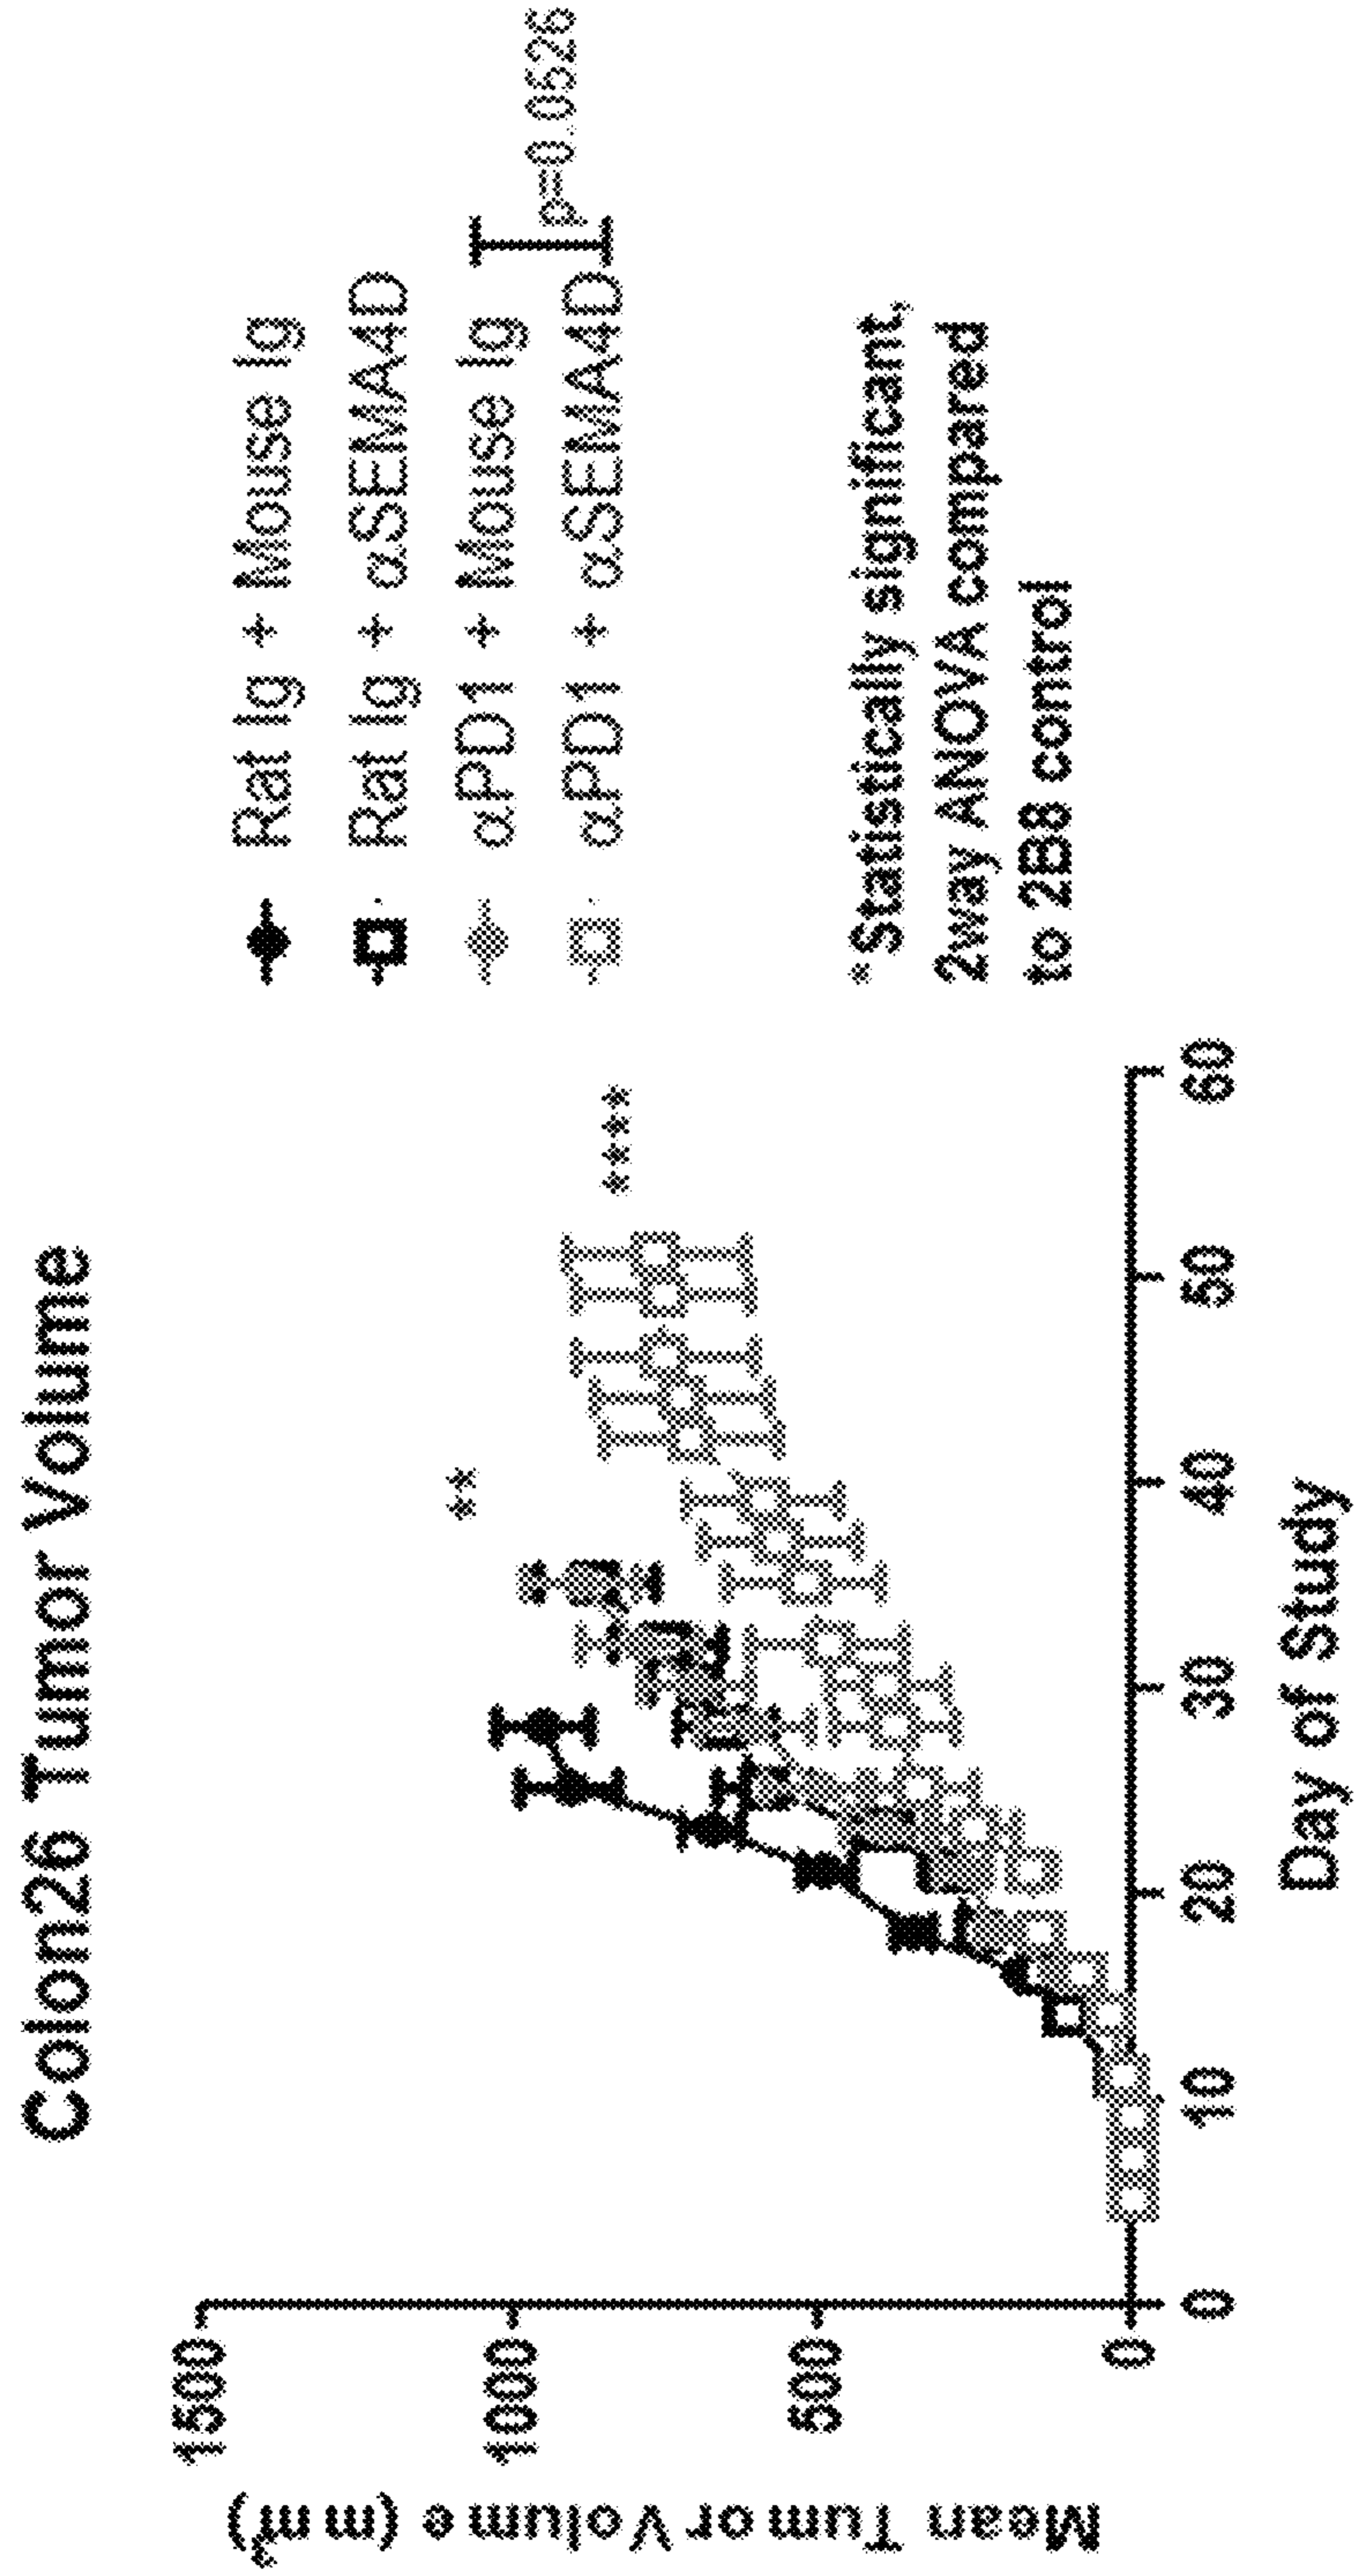 Colon26 Tumor Volume
Mean Tumor Volume (mm³)
1500
1000
500
0
0
10
20
30
40
50
60
Day of Study
**
****
Rat Ig + Mouse Ig
Rat Ig + αSEMA4D
αPD1 + Mouse Ig
αPD1 + αSEMA4D
p=0.0526
*Statistically significant,
2way ANOVA compared
to 2B8 control